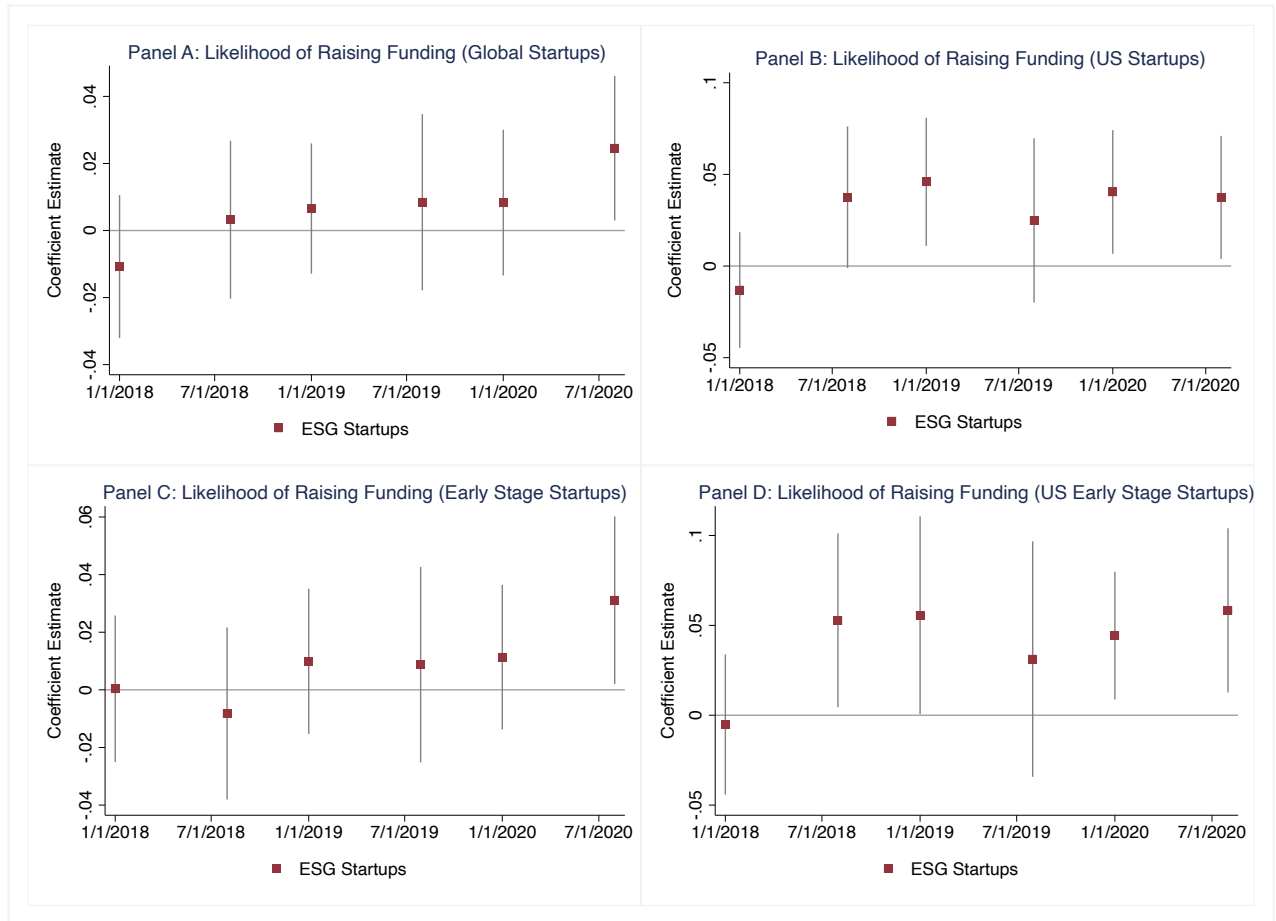 Panel A: Likelihood of Raising Funding (Global Startups)
Coefficient Estimate
.04
.02
0
-.02
-.04
1/1/2018 7/1/2018 1/1/2019 7/1/2019 1/1/2020 7/1/2020
ESG Startups
Panel B: Likelihood of Raising Funding (US Startups)
Coefficient Estimate
.1
.05
0
-.05
1/1/2018 7/1/2018 1/1/2019 7/1/2019 1/1/2020 7/1/2020
ESG Startups
Panel C: Likelihood of Raising Funding (Early Stage Startups)
Coefficient Estimate
.06
.04
.02
0
-.02
-.04
1/1/2018 7/1/2018 1/1/2019 7/1/2019 1/1/2020 7/1/2020
ESG Startups
Panel D: Likelihood of Raising Funding (US Early Stage Startups)
Coefficient Estimate
.1
.05
0
-.05
1/1/2018 7/1/2018 1/1/2019 7/1/2019 1/1/2020 7/1/2020
ESG Startups